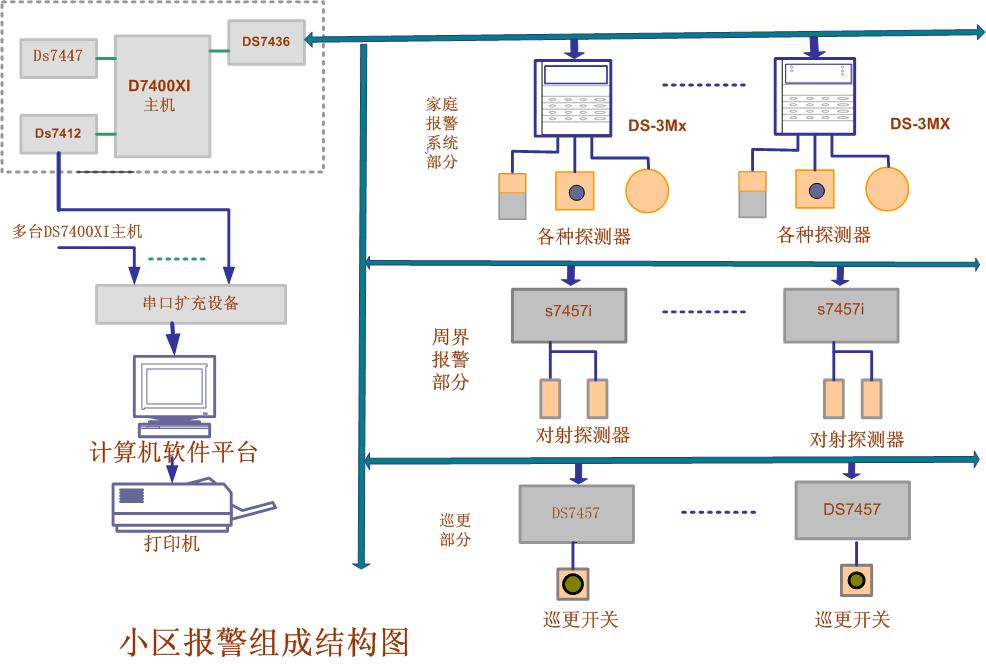 Ds7447
D7400XI
主机
DS7436
Ds7412
多台DS7400XI主机
串口扩充设备
计算机软件平台
打印机
家庭
报警
系统
部分
DS-3Mx
DS-3MX
各种探测器
各种探测器
周界
报警
部分
s7457i
s7457i
对射探测器
对射探测器
巡更
部分
DS7457
DS7457
巡更开关
巡更开关
小区报警组成结构图